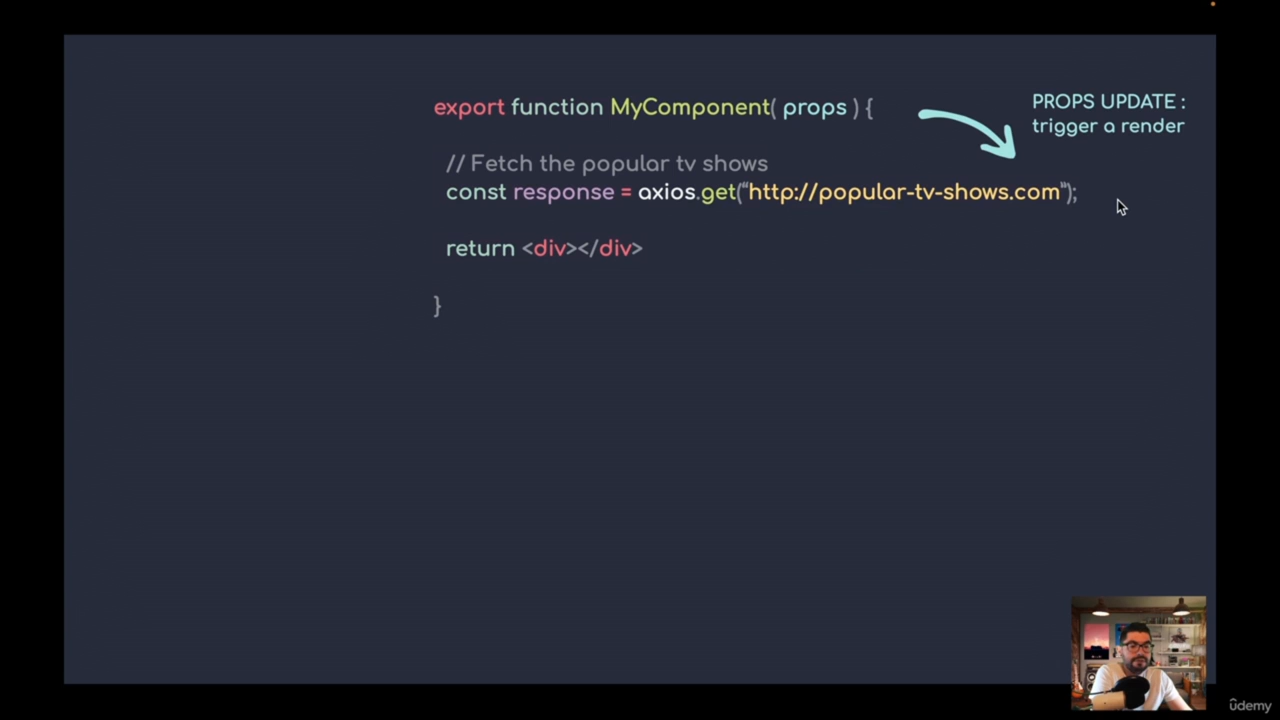 export function MyComponent( props ) {
PROPS UPDATE :
trigger a render
// Fetch the popular tv shows
const response = axios.get(“http://popular-tv-shows.com”);
return <div></div>
}
udemy